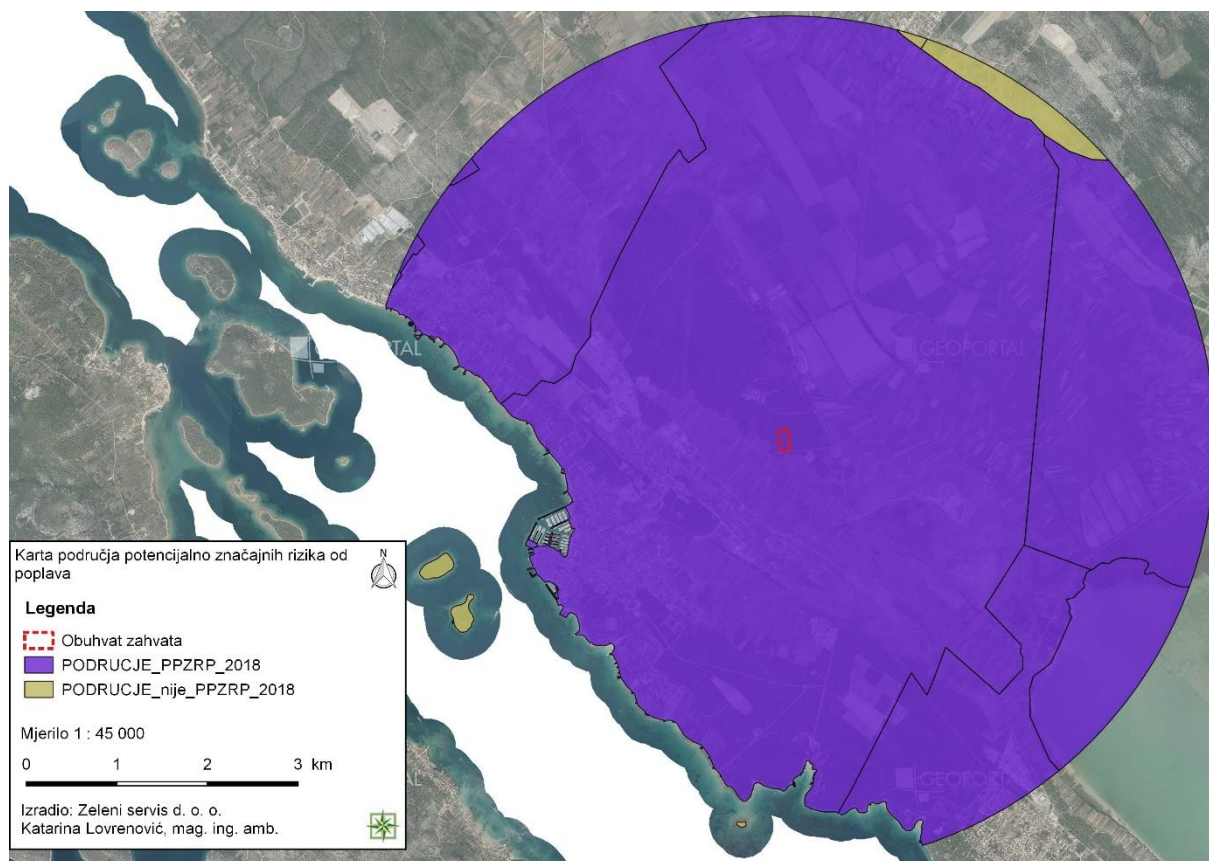 GEOPORTAL
GEOPORTAL
Karta područja potencijalno značajnih rizika od
poplava
N
Legenda
Obuhvat zahvata
PODRUCJE_PPZRP_2018
PODRUCJE_nije_PPZRP_2018
Mjerilo 1 : 45 000
0 1 2 3 km
Izradio: Zeleni servis d. o. o.
Katarina Lovrenović, mag. ing. amb.
GEOPORTAL